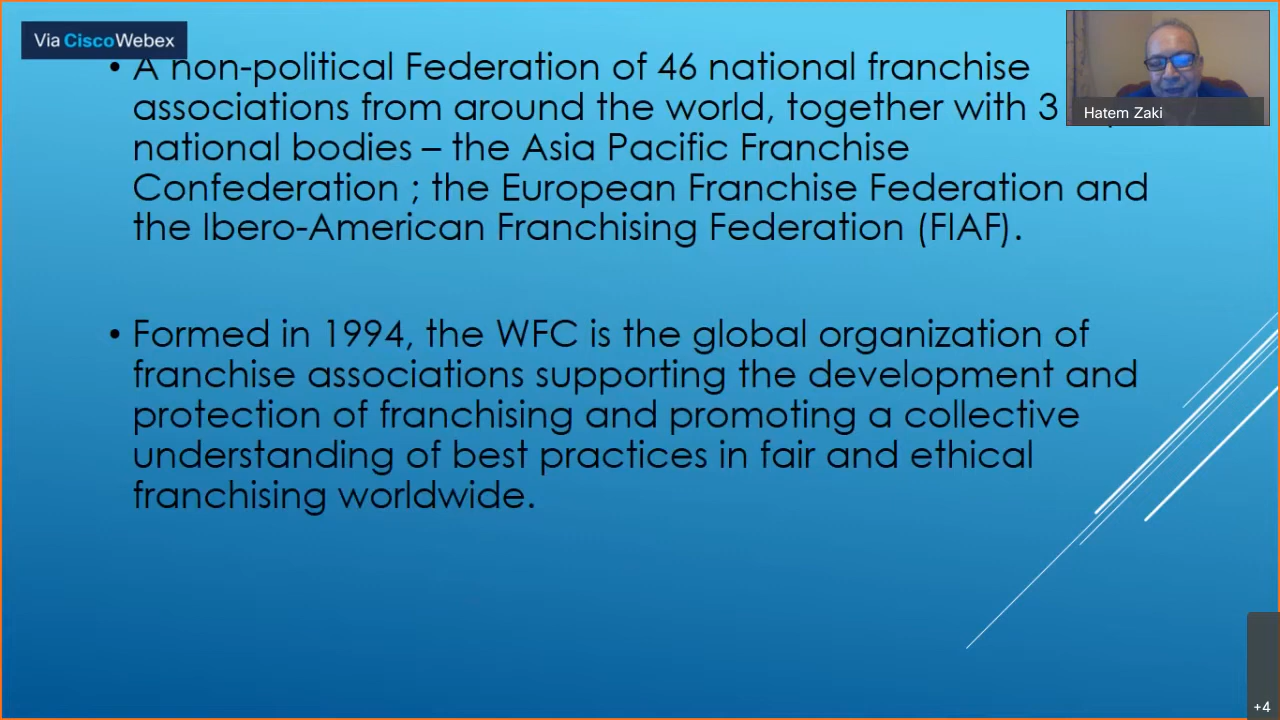 Via CiscoWebex
• A non-political Federation of 46 national franchise
associations from around the world, together with 3
national bodies – the Asia Pacific Franchise
Confederation ; the European Franchise Federation and
the Ibero-American Franchising Federation (FIAF).
• Formed in 1994, the WFC is the global organization of
franchise associations supporting the development and
protection of franchising and promoting a collective
understanding of best practices in fair and ethical
franchising worldwide.
Hatem Zaki
+4